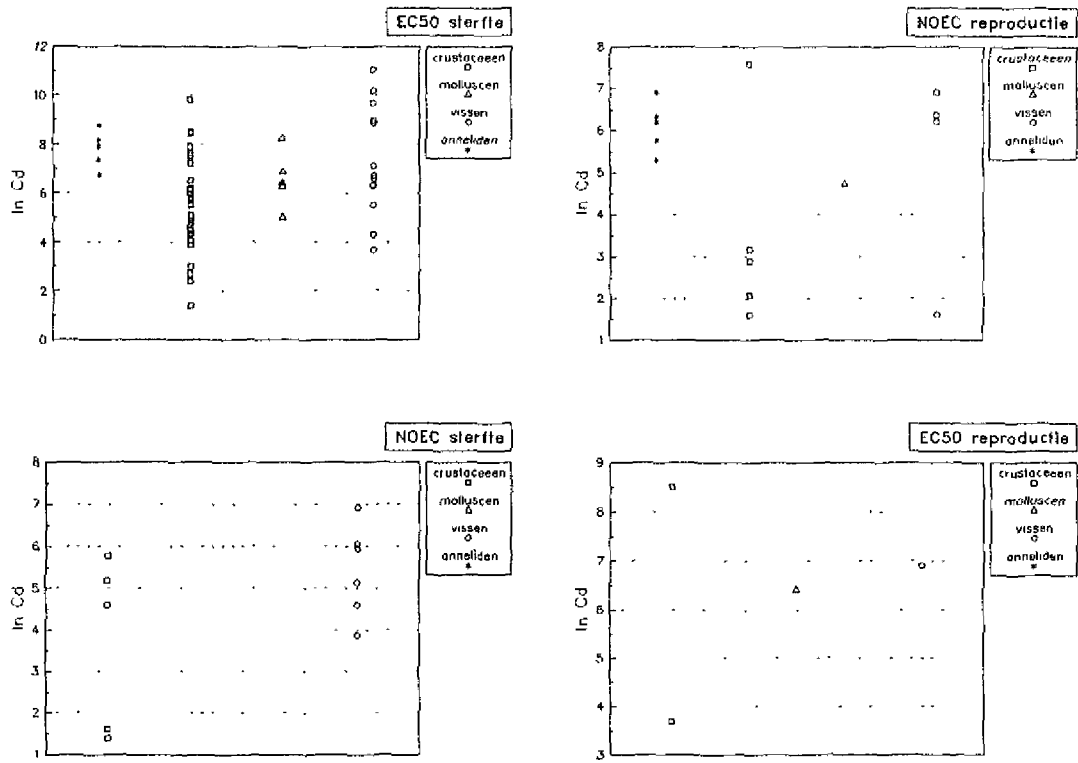 EC50 sterfte
12
10
8
6
4
2
0
ln Cd
crustaceeen
molluscen
vissen
anneliden
NOEC reproductie
8
7
6
5
4
3
2
1
ln Cd
crustaceeen
molluscen
vissen
anneliden
NOEC sterfte
8
7
6
5
4
3
2
1
ln Cd
crustaceeen
molluscen
vissen
anneliden
EC50 reproductie
9
8
7
6
5
4
3
ln Cd
crustaceeen
molluscen
vissen
anneliden